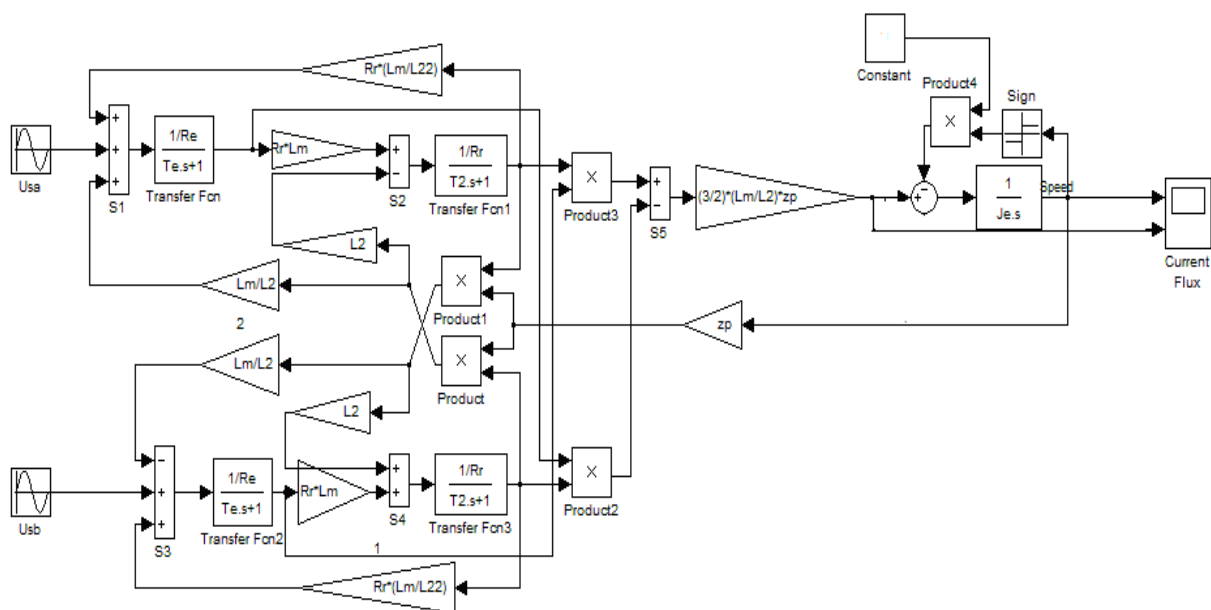 Rr*(Lm/L22)
Constant
Product4
Sign
Usa
+
+
+
S1
1/Re
Te.s+1
Transfer Fcn
Rr*Lm
+
−
S2
1/Rr
T2.s+1
Transfer Fcn1
X
Product3
+
−
S5
(3/2)*(Lm/L2)*zp
X
−
+
1
Je.s
Speed
Current
Flux
L2
Lm/L2
X
Product1
2
zp
Lm/L2
X
Product
L2
Usb
−
+
+
S3
1/Re
Te.s+1
Transfer Fcn2
Rr*Lm
+
+
S4
1/Rr
T2.s+1
Transfer Fcn3
X
Product2
1
Rr*(Lm/L22)